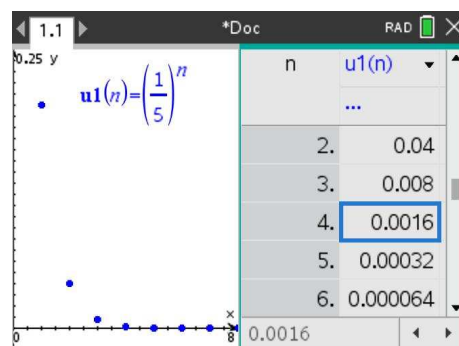 1.1 *Doc RAD
0.25 y
u1(n)=(1/5)^n
x
0 8
n u1(n)
...
2. 0.04
3. 0.008
4. 0.0016
5. 0.00032
6. 0.000064
0.0016